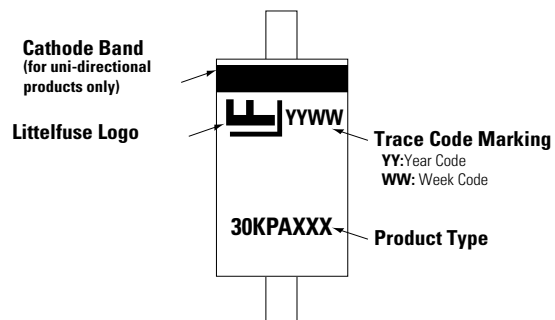 Cathode Band
(for uni-directional
products only)
Littelfuse Logo
YYWW
Trace Code Marking
YY:Year Code
WW: Week Code
30KPAXXX
Product Type